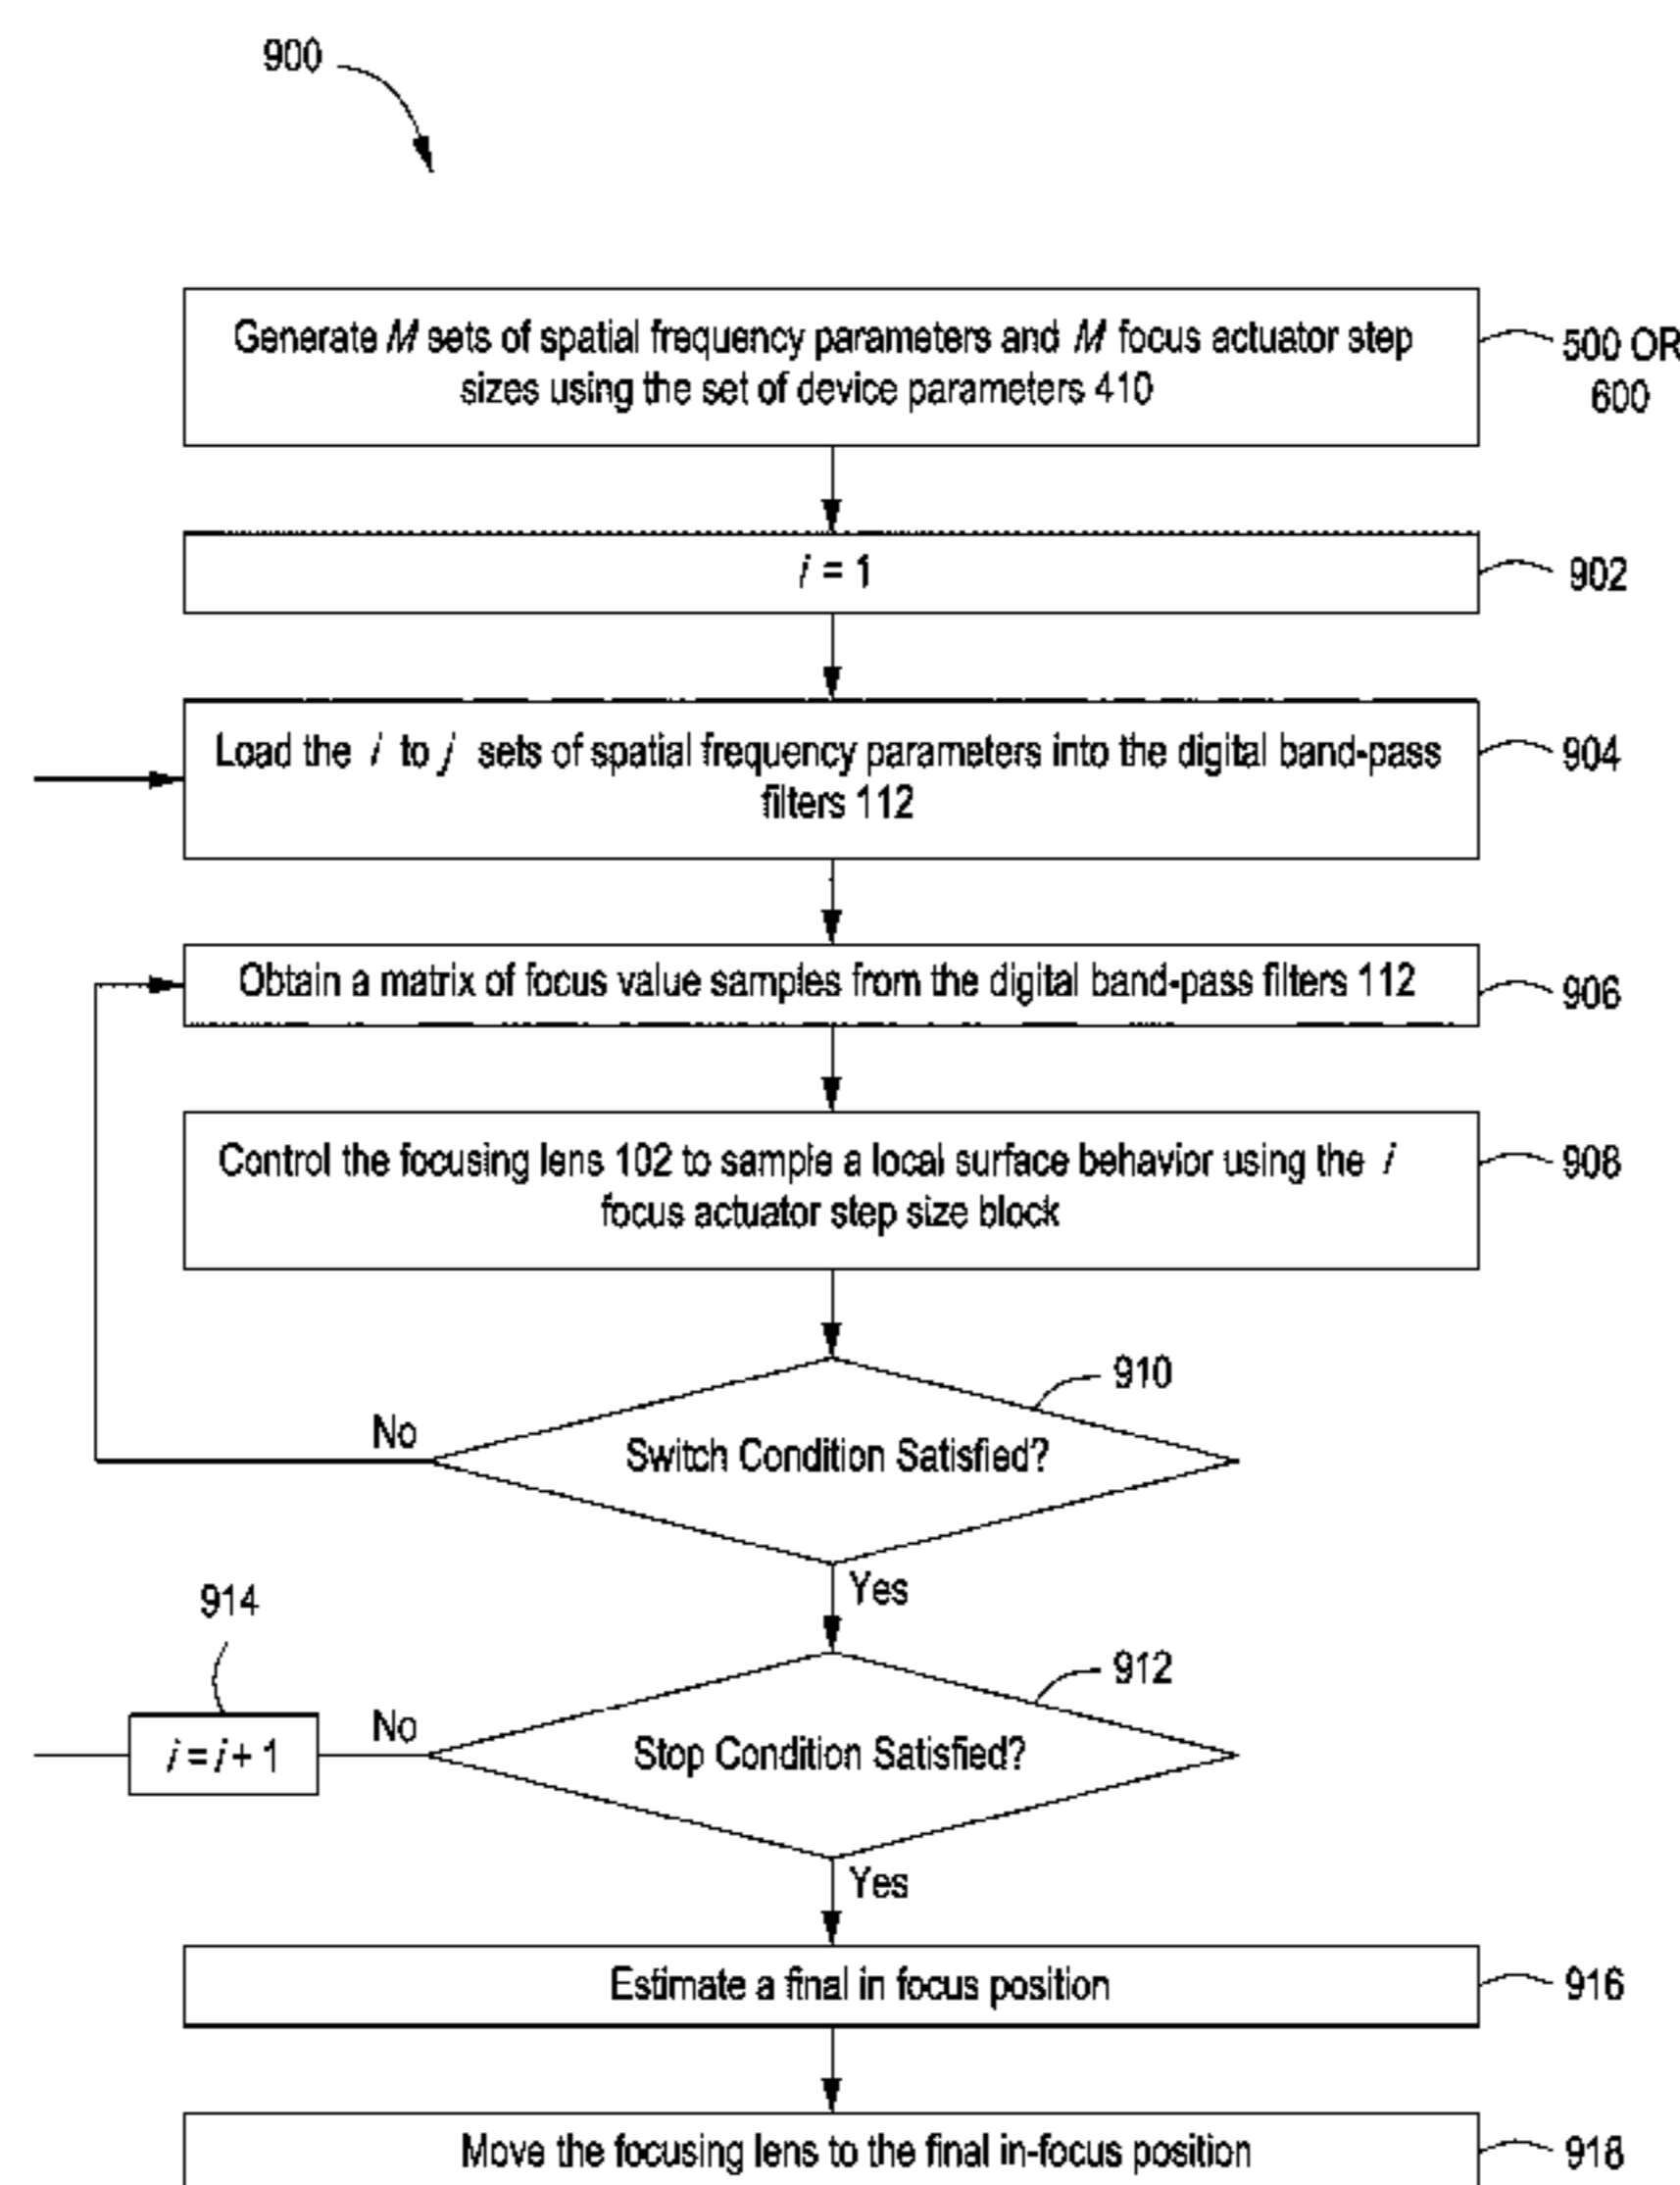 900
Generate M sets of spatial frequency parameters and M focus actuator step
sizes using the set of device parameters 410
500 OR
600
i = 1
902
Load the i to j sets of spatial frequency parameters into the digital band-pass
filters 112
904
Obtain a matrix of focus value samples from the digital band-pass filters 112
906
Control the focusing lens 102 to sample a local surface behavior using the i
focus actuator step size block
908
910
No
Switch Condition Satisfied?
Yes
914
912
i = i + 1
No
Stop Condition Satisfied?
Yes
Estimate a final in focus position
916
Move the focusing lens to the final in-focus position
918